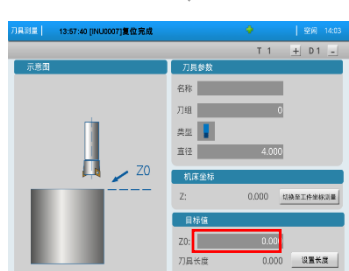 刀具测量 13:57:40 [INU0007]复位完成 空闲 14:03
T 1 + D 1 -
示意图
刀具参数
名称
刀组 0
类型
直径 4.000
Z0
机床坐标
Z: 0.000 切换至工件坐标测量
目标值
Z0: 0.000
刀具长度 0.000 设置长度